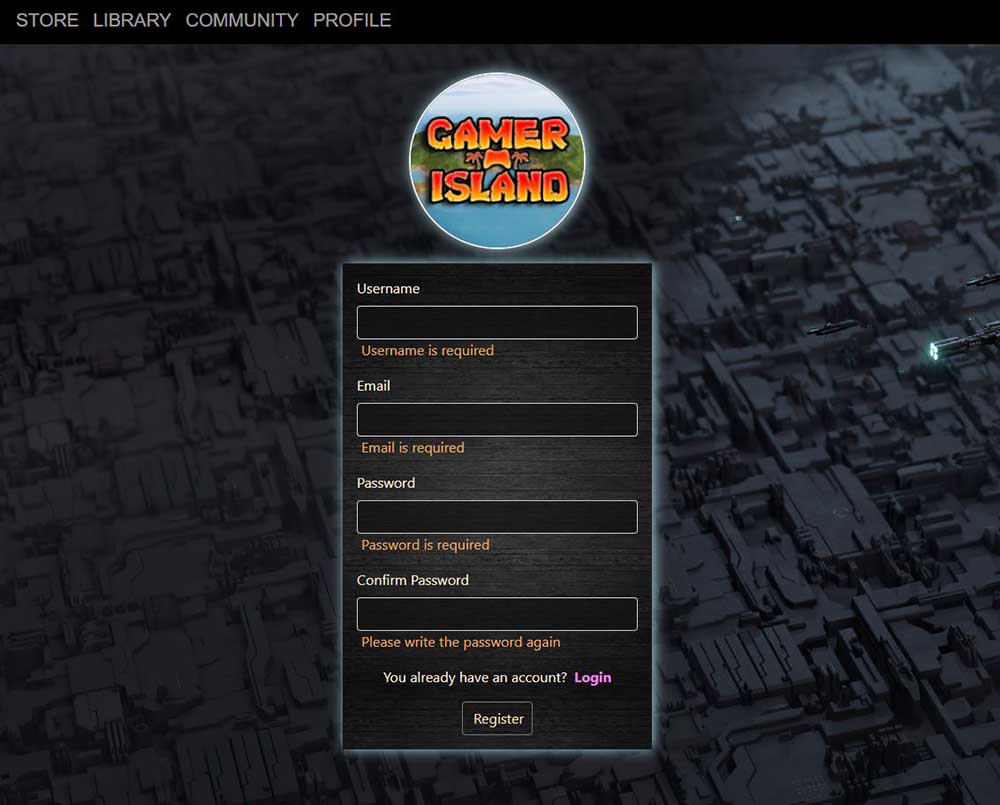 STORE LIBRARY COMMUNITY PROFILE
GAMER
ISLAND
Username
Username is required
Email
Email is required
Password
Password is required
Confirm Password
Please write the password again
You already have an account? Login
Register